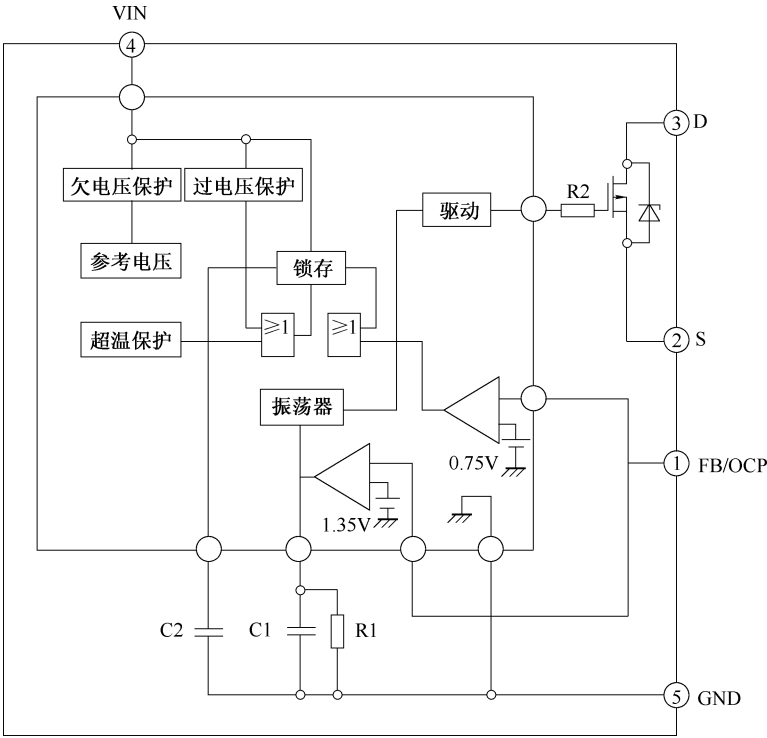 VIN
4
3 D
欠电压保护 过电压保护
R2
驱动
参考电压
锁存
≥1 ≥1
超温保护
2 S
振荡器
0.75V
1 FB/OCP
1.35V
C2 C1 R1
5 GND